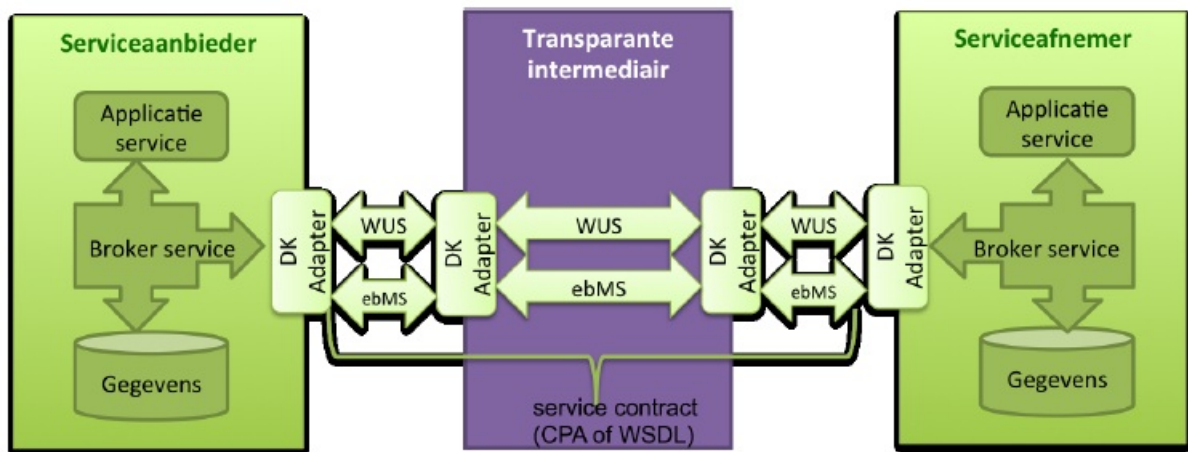 Serviceaanbieder
Applicatie
service
Broker service
Gegevens
DK
Adapter
WUS
ebMS
DK
Adapter
Transparante
intermediair
WUS
ebMS
service contract
(CPA of WSDL)
DK
Adapter
WUS
ebMS
DK
Adapter
Serviceafnemer
Applicatie
service
Broker service
Gegevens